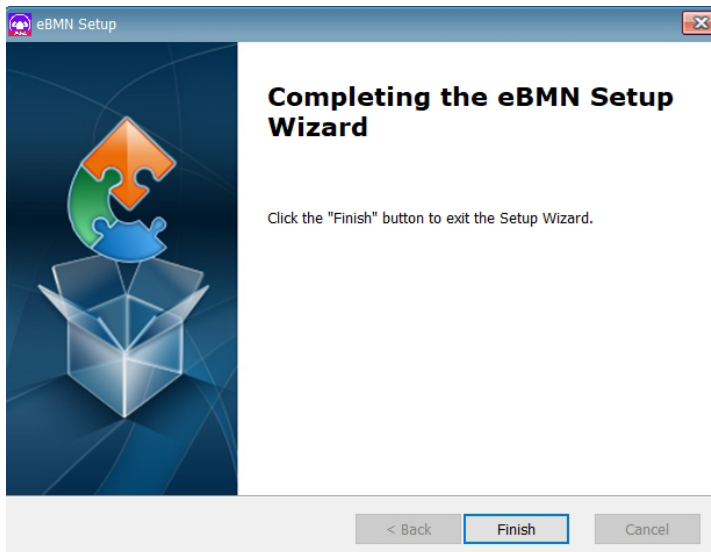 eBMN Setup
Completing the eBMN Setup
Wizard
Click the "Finish" button to exit the Setup Wizard.
< Back
Finish
Cancel